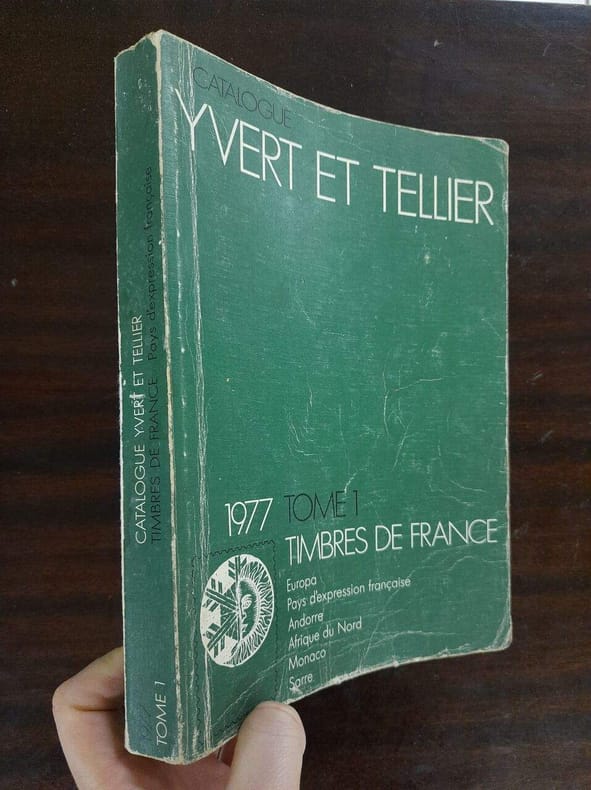 CATALOGUE
YVERT ET TELLIER
1977 TOME 1
TIMBRES DE FRANCE
Europa
Pays d'expression française
Andorre
Afrique du Nord
Monaco
Sarre
CATALOGUE YVERT ET TELLIER
TIMBRES DE FRANCE Pays d'expression française
1977
TOME 1